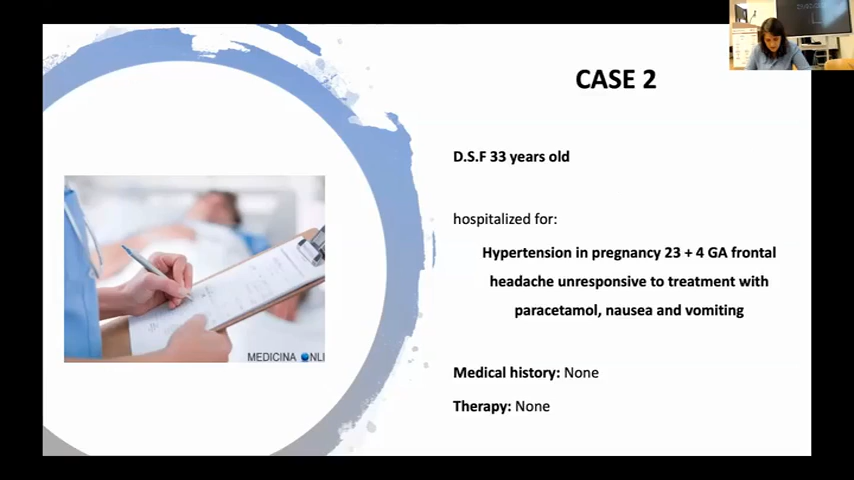 CASE 2
D.S.F 33 years old
hospitalized for:
Hypertension in pregnancy 23 + 4 GA frontal
headache unresponsive to treatment with
paracetamol, nausea and vomiting
Medical history: None
Therapy: None
MEDICINA ONLI